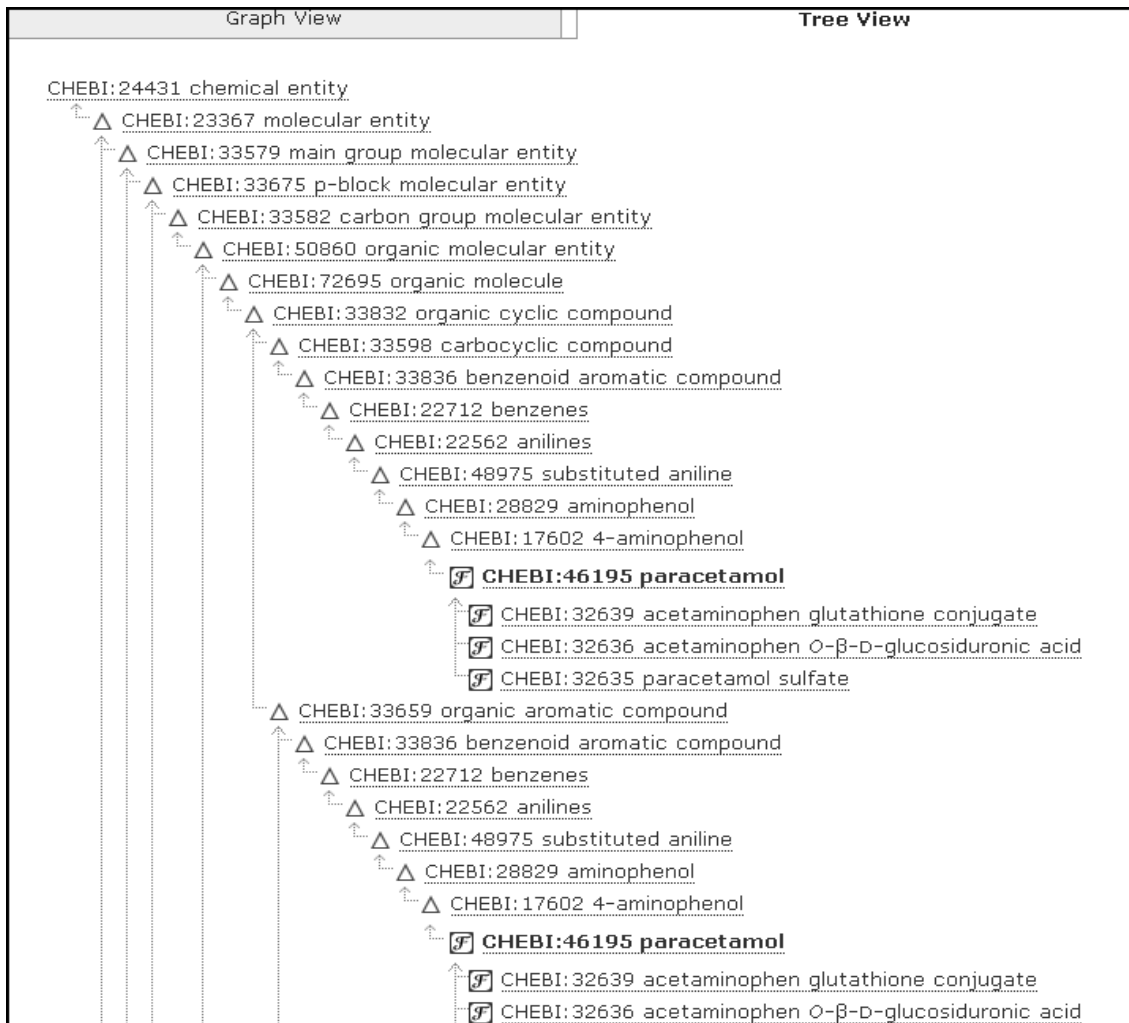 Graph View
Tree View
CHEBI:24431 chemical entity
CHEBI:23367 molecular entity
CHEBI:33579 main group molecular entity
CHEBI:33675 p-block molecular entity
CHEBI:33582 carbon group molecular entity
CHEBI:50860 organic molecular entity
CHEBI:72695 organic molecule
CHEBI:33832 organic cyclic compound
CHEBI:33598 carbocyclic compound
CHEBI:33836 benzenoid aromatic compound
CHEBI:22712 benzenes
CHEBI:22562 anilines
CHEBI:48975 substituted aniline
CHEBI:28829 aminophenol
CHEBI:17602 4-aminophenol
F CHEBI:46195 paracetamol
F CHEBI:32639 acetaminophen glutathione conjugate
F CHEBI:32636 acetaminophen O-β-D-glucosiduronic acid
F CHEBI:32635 paracetamol sulfate
CHEBI:33659 organic aromatic compound
CHEBI:33836 benzenoid aromatic compound
CHEBI:22712 benzenes
CHEBI:22562 anilines
CHEBI:48975 substituted aniline
CHEBI:28829 aminophenol
CHEBI:17602 4-aminophenol
F CHEBI:46195 paracetamol
F CHEBI:32639 acetaminophen glutathione conjugate
F CHEBI:32636 acetaminophen O-β-D-glucosiduronic acid